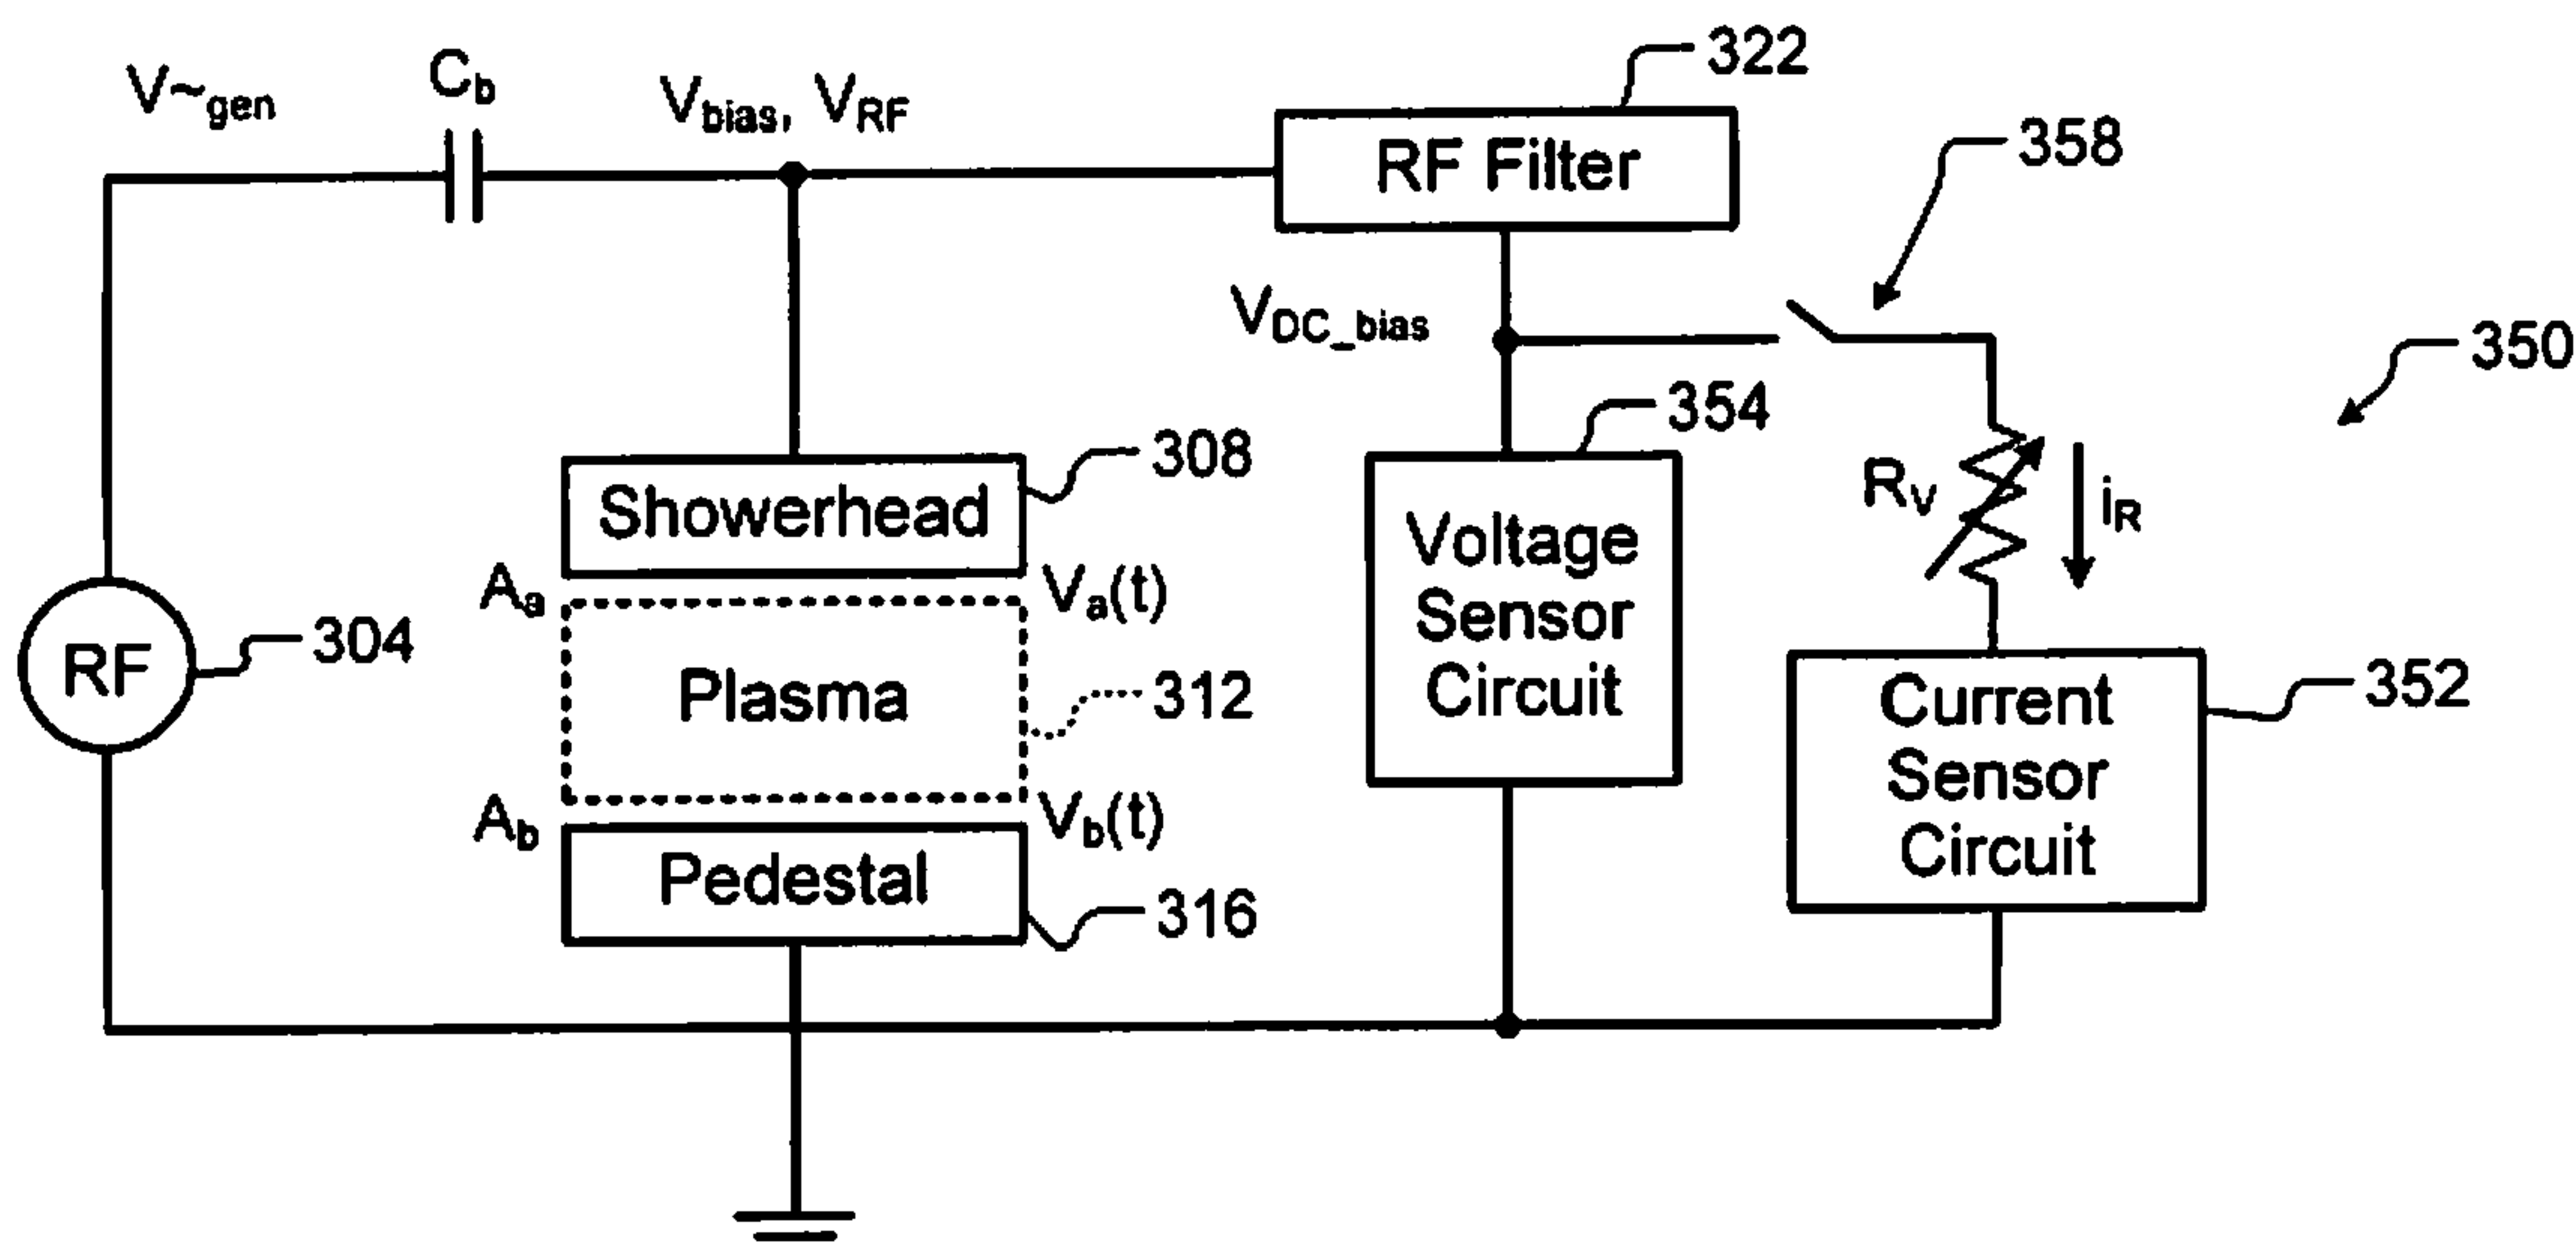 322
V~gen
Cb
Vbias, VRF
RF Filter
358
VDC_bias
350
354
308
Showerhead
RV
iR
Voltage
Sensor
Circuit
Aa
Va(t)
RF
304
Plasma
312
Current
Sensor
Circuit
352
Ab
Vb(t)
Pedestal
316